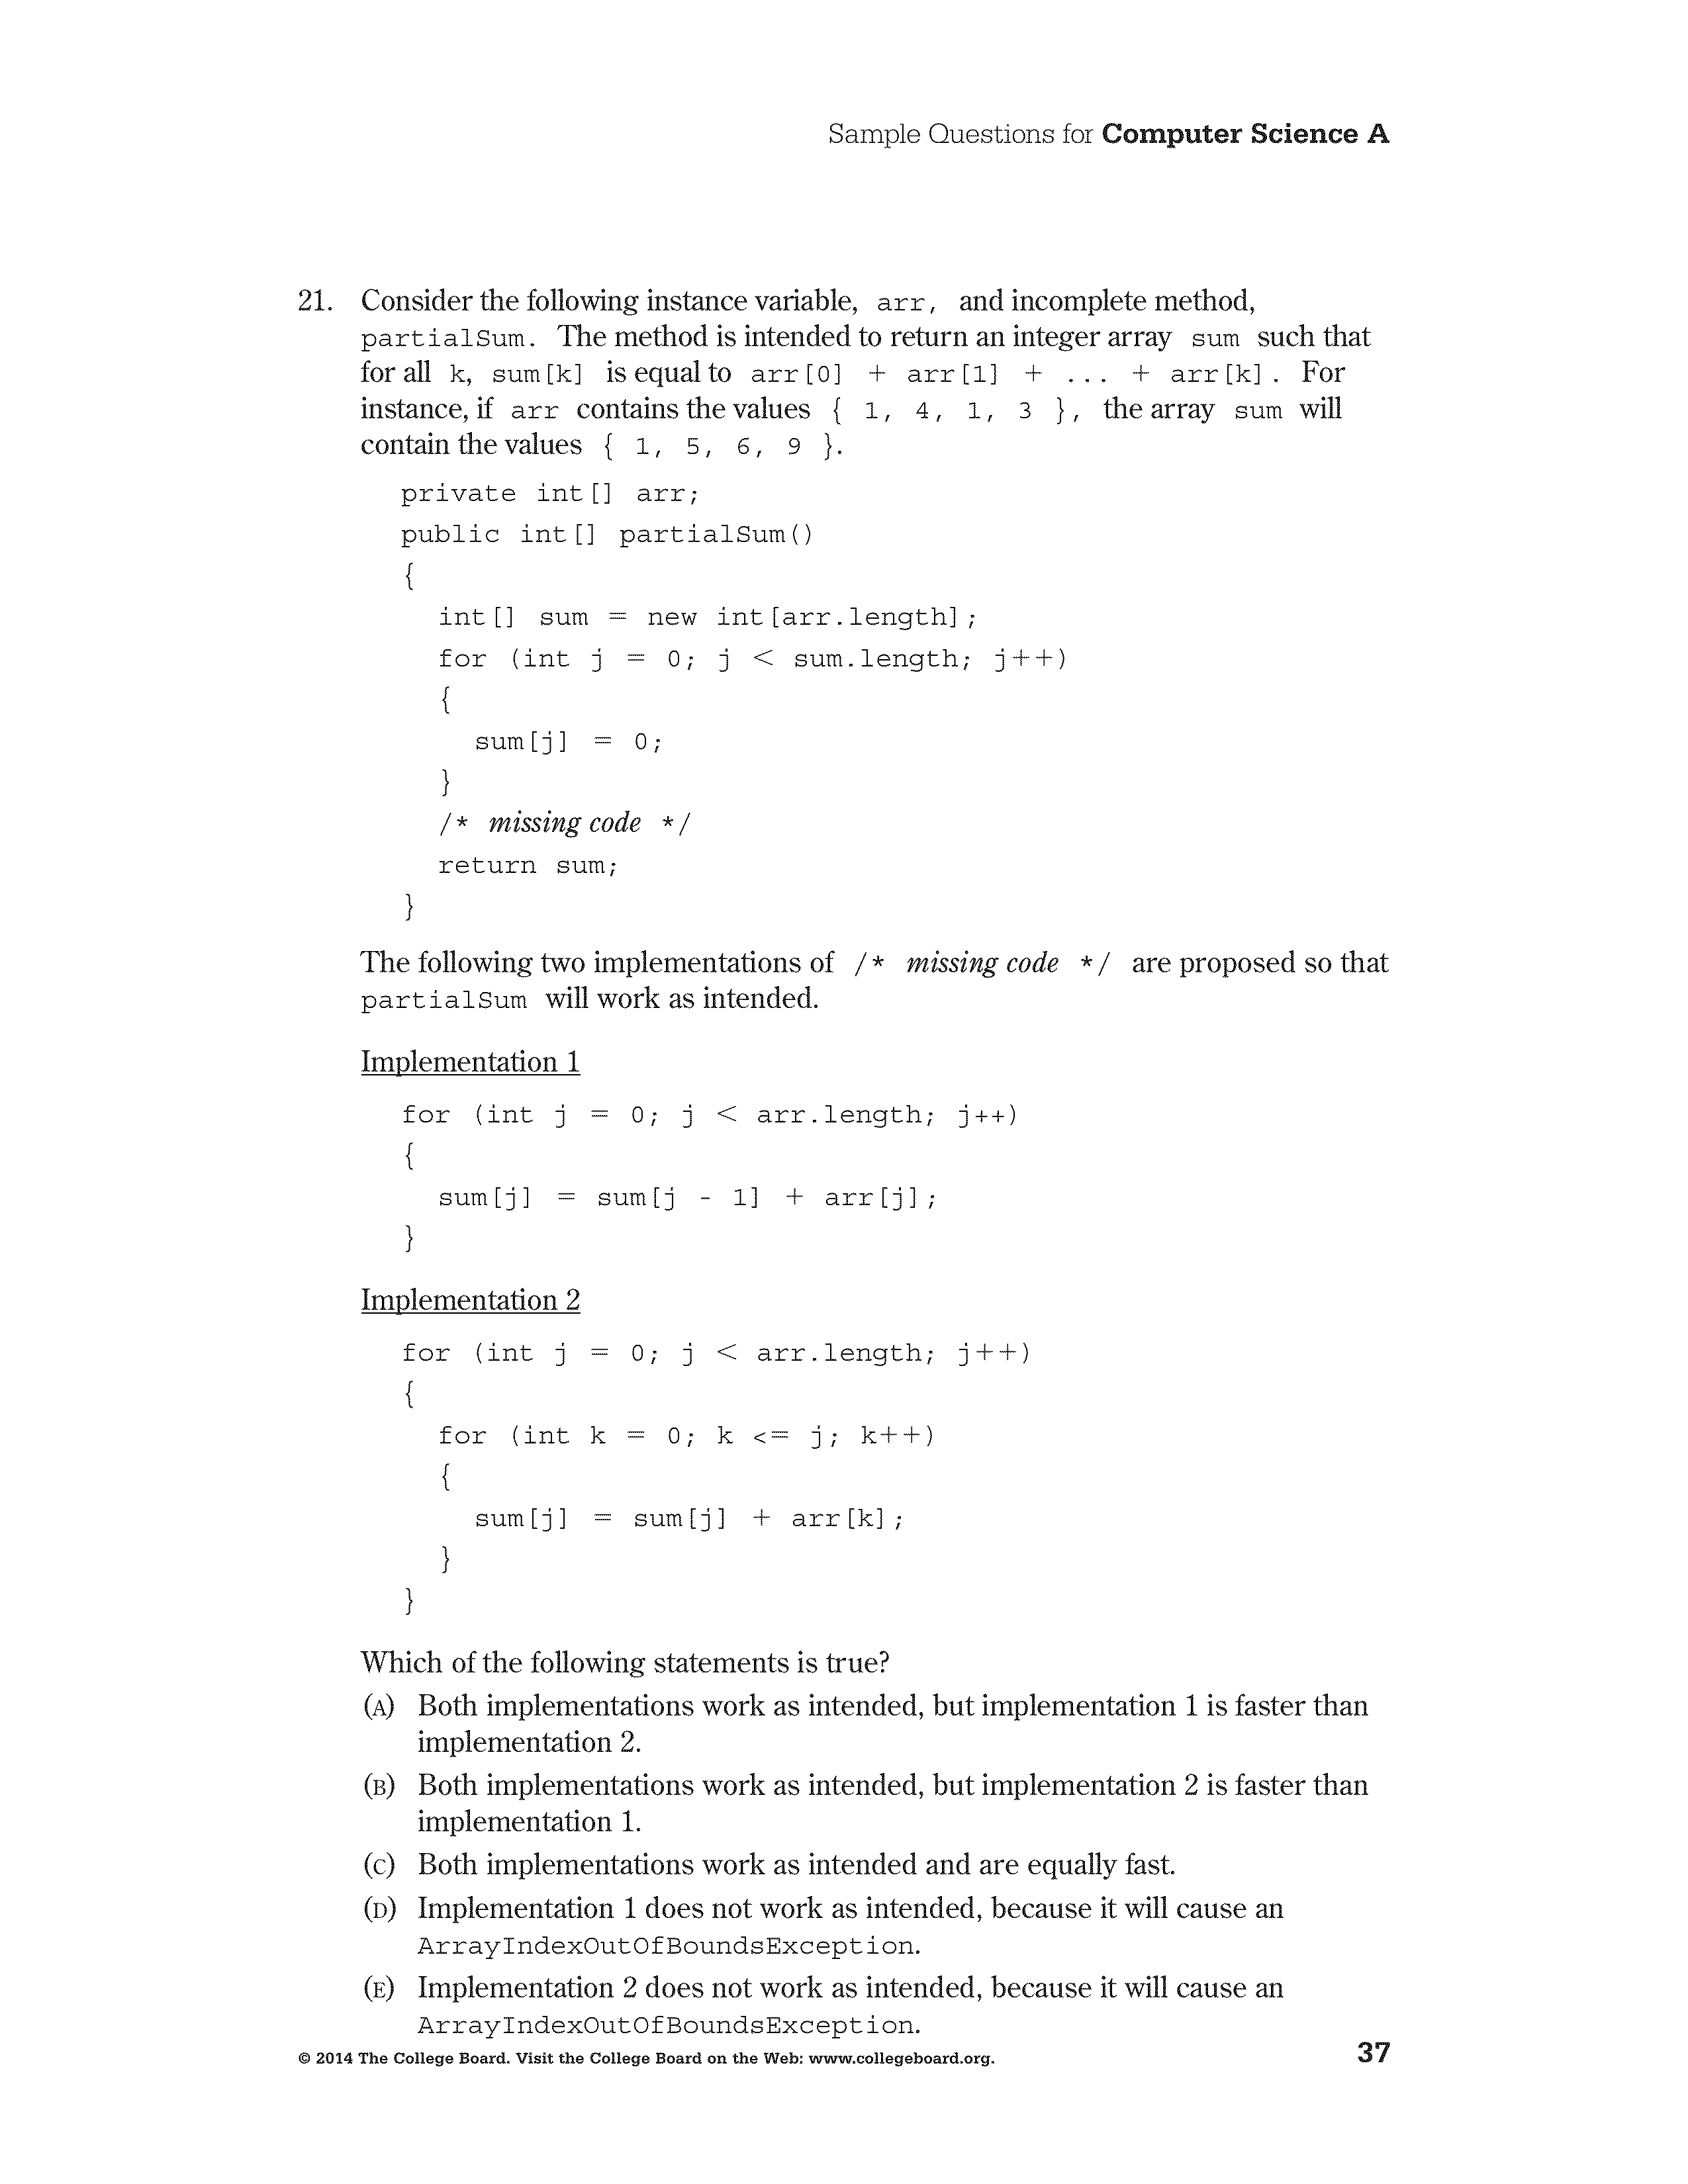 Sample Questions for Computer Science A
21. Consider the following instance variable, arr, and incomplete method,
partialSum. The method is intended to return an integer array sum such that
for all k, sum[k] is equal to arr[0] + arr[1] + ... + arr[k]. For
instance, if arr contains the values { 1, 4, 1, 3 }, the array sum will
contain the values { 1, 5, 6, 9 }.
private int[] arr;
public int[] partialSum()
{
int[] sum = new int[arr.length];
for (int j = 0; j < sum.length; j++)
{
sum[j] = 0;
}
/* missing code */
return sum;
}
The following two implementations of /* missing code */ are proposed so that
partialSum will work as intended.
Implementation 1
for (int j = 0; j < arr.length; j++)
{
sum[j] = sum[j - 1] + arr[j];
}
Implementation 2
for (int j = 0; j < arr.length; j++)
{
for (int k = 0; k <= j; k++)
{
sum[j] = sum[j] + arr[k];
}
}
Which of the following statements is true?
(A) Both implementations work as intended, but implementation 1 is faster than
implementation 2.
(B) Both implementations work as intended, but implementation 2 is faster than
implementation 1.
(C) Both implementations work as intended and are equally fast.
(D) Implementation 1 does not work as intended, because it will cause an
ArrayIndexOutOfBoundsException.
(E) Implementation 2 does not work as intended, because it will cause an
ArrayIndexOutOfBoundsException.
© 2014 The College Board. Visit the College Board on the Web: www.collegeboard.org.
37